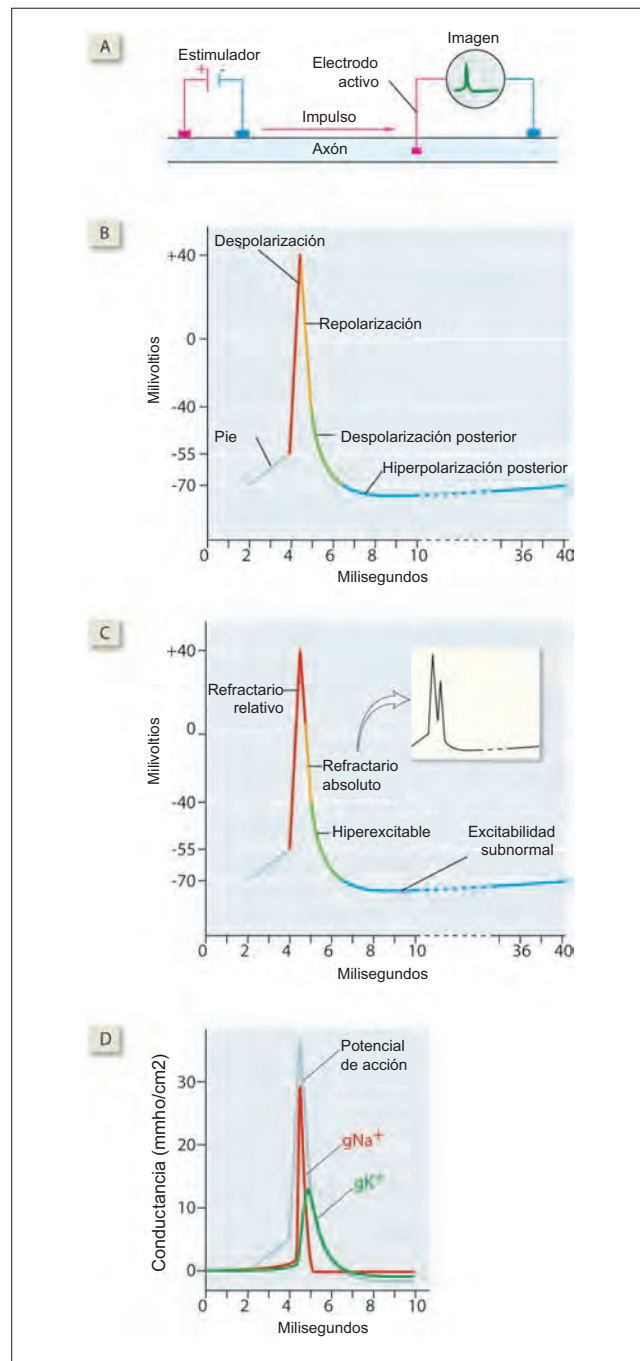 A
Estimulador
+ -
Imagen
Electrodo
activo
Impulso
Axón
B
Milivoltios
+40
0
-40
-55
-70
Despolarización
Repolarización
Pie
Despolarización posterior
Hiperpolarización posterior
0 2 4 6 8 10 36 40
Milisegundos
C
Milivoltios
+40
0
-40
-55
-70
Refractario
relativo
Refractario
absoluto
Hiperexcitable
Excitabilidad
subnormal
0 2 4 6 8 10 36 40
Milisegundos
D
Conductancia (mmho/cm2)
30
20
10
0
Potencial
de acción
gNa+
gK+
0 2 4 6 8 10
Milisegundos